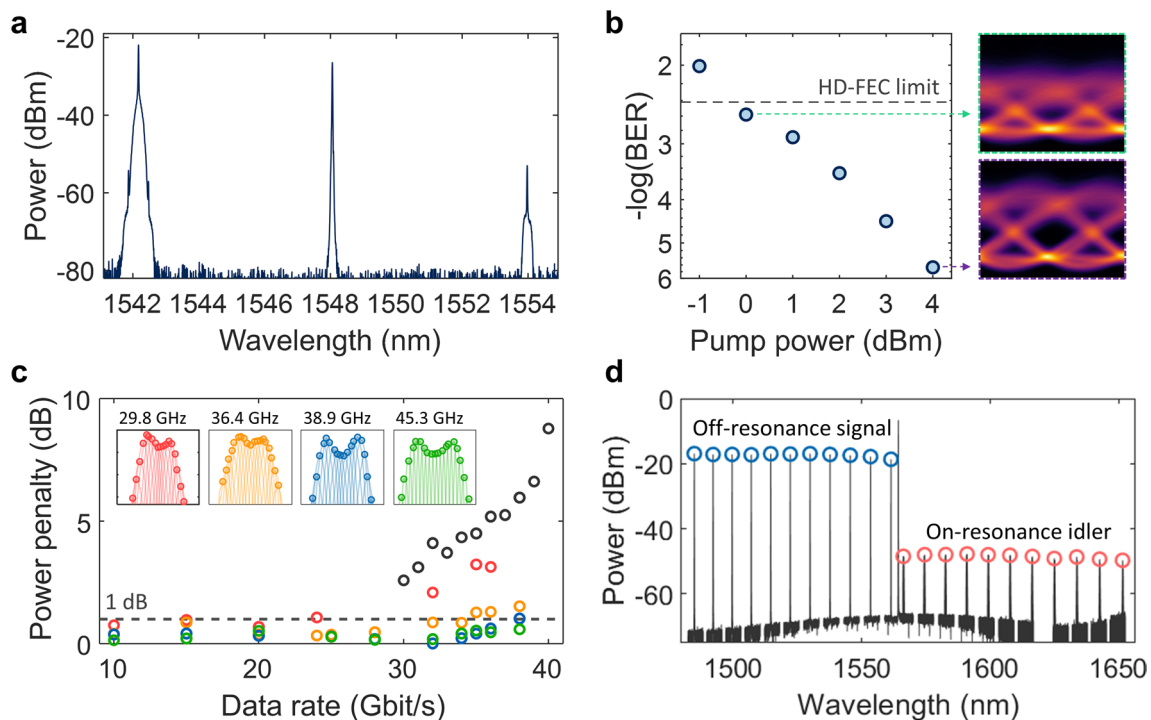 a
-20
-40
-60
-80
Power (dBm)
1542 1544 1546 1548 1550 1552 1554
Wavelength (nm)
b
2
3
4
5
6
-log(BER)
HD-FEC limit
-1 0 1 2 3 4
Pump power (dBm)
c
10
5
0
Power penalty (dB)
29.8 GHz 36.4 GHz 38.9 GHz 45.3 GHz
1 dB
10 20 30 40
Data rate (Gbit/s)
d
0
-20
-40
-60
Power (dBm)
Off-resonance signal
On-resonance idler
1500 1550 1600 1650
Wavelength (nm)